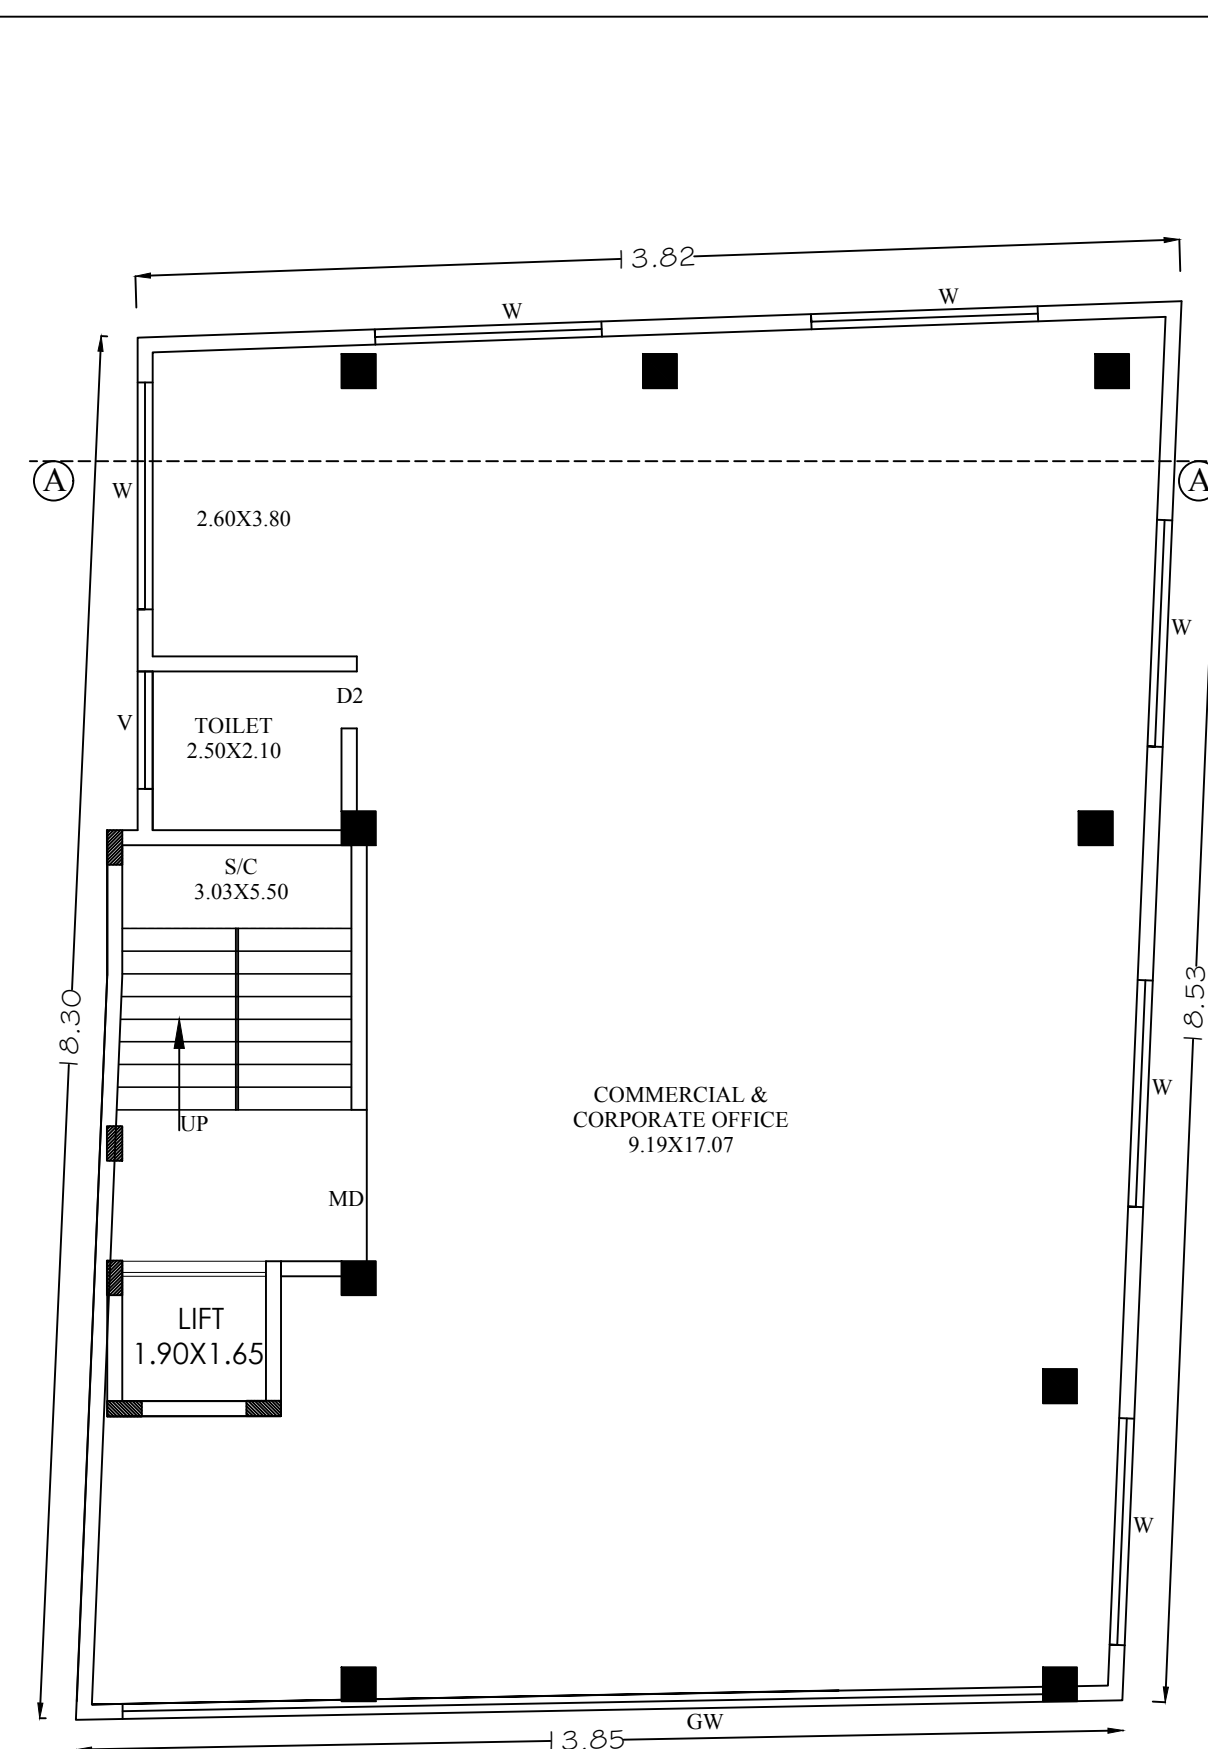 13.82
W
W
A
A
W
2.60X3.80
W
D2
V
TOILET
2.50X2.10
S/C
3.03X5.50
18.30
18.53
COMMERCIAL &
CORPORATE OFFICE
9.19X17.07
W
UP
MD
LIFT
1.90X1.65
W
GW
13.85